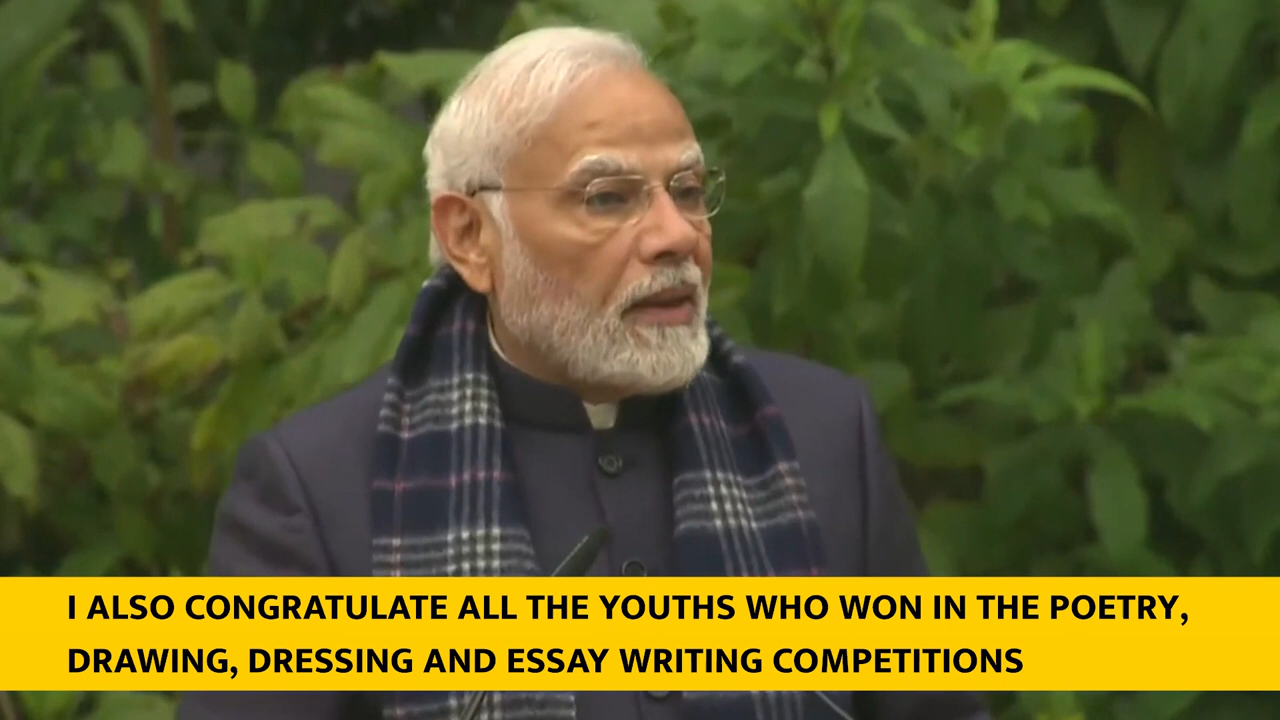 I ALSO CONGRATULATE ALL THE YOUTHS WHO WON IN THE POETRY,
DRAWING, DRESSING AND ESSAY WRITING COMPETITIONS